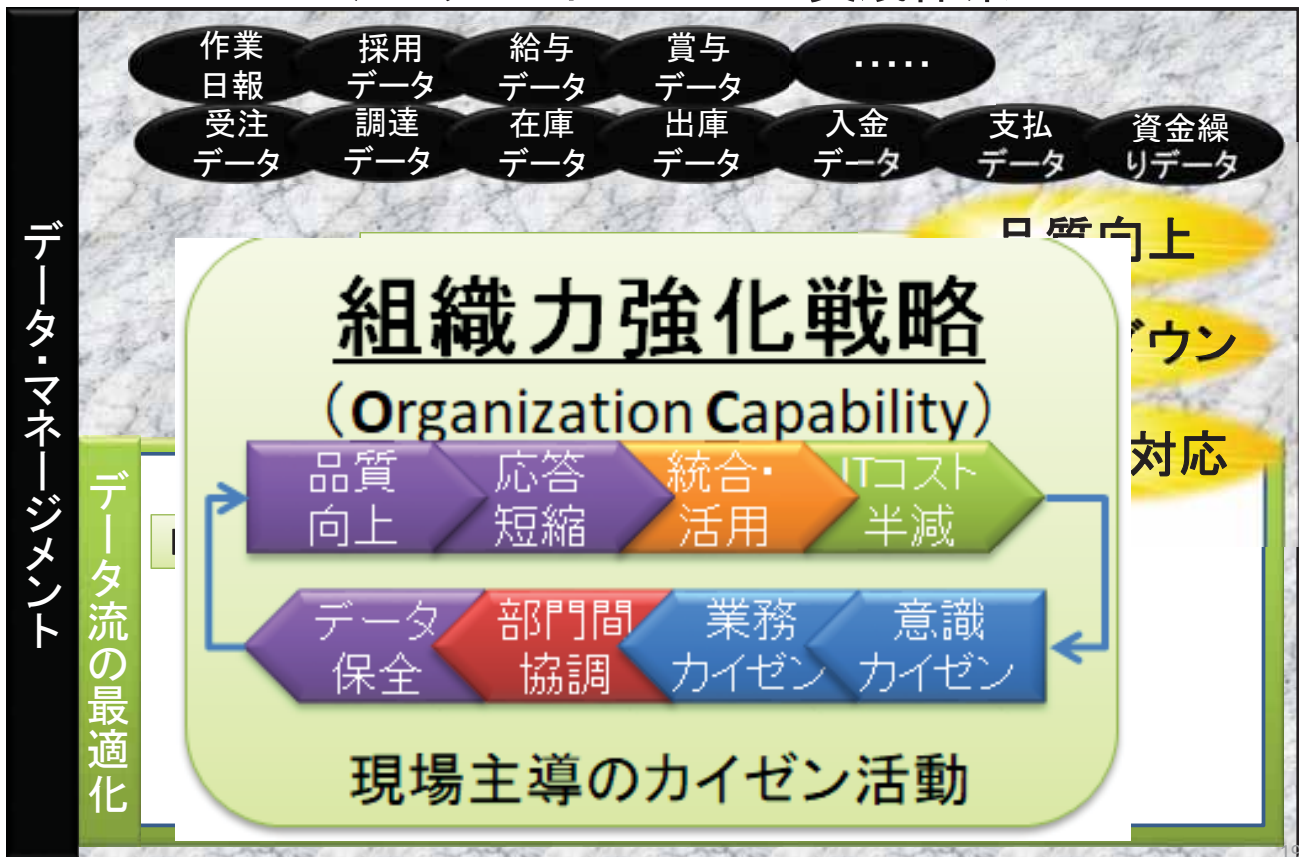 作業
日報
採用
データ
給与
データ
賞与
データ
・・・・・
受注
データ
調達
データ
在庫
データ
出庫
データ
入金
データ
支払
データ
資金繰
りデータ
データ・マネージメント
品質向上
ダウン
対応
データ流の最適化
組織力強化戦略
（Organization Capability）
品質
向上
応答
短縮
統合・
活用
ITコスト
半減
データ
保全
部門間
協調
業務
カイゼン
意識
カイゼン
現場主導のカイゼン活動
19